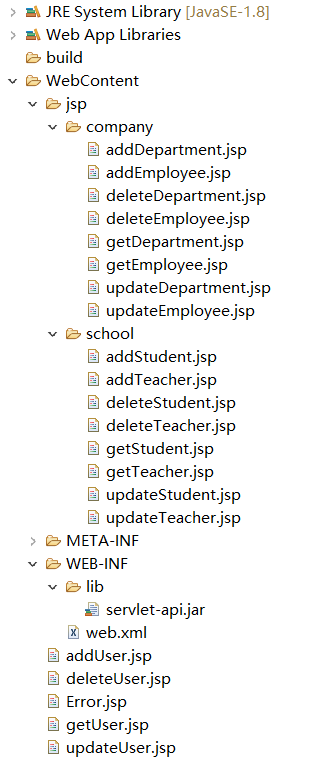 JRE System Library [JavaSE-1.8]
Web App Libraries
build
WebContent
jsp
company
addDepartment.jsp
addEmployee.jsp
deleteDepartment.jsp
deleteEmployee.jsp
getDepartment.jsp
getEmployee.jsp
updateDepartment.jsp
updateEmployee.jsp
school
addStudent.jsp
addTeacher.jsp
deleteStudent.jsp
deleteTeacher.jsp
getStudent.jsp
getTeacher.jsp
updateStudent.jsp
updateTeacher.jsp
META-INF
WEB-INF
lib
servlet-api.jar
web.xml
addUser.jsp
deleteUser.jsp
Error.jsp
getUser.jsp
updateUser.jsp